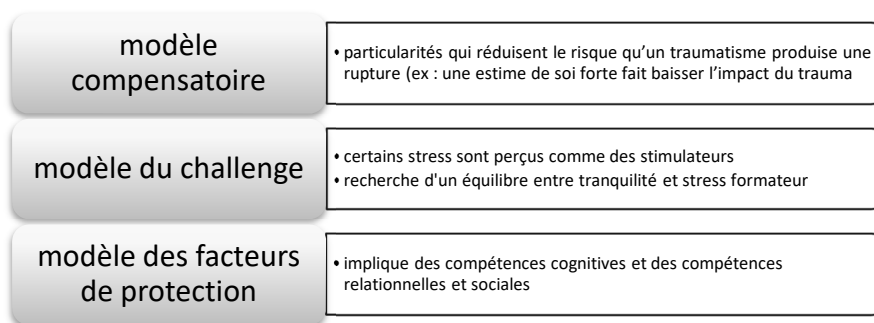 modèle
compensatoire
• particularités qui réduisent le risque qu'un traumatisme produise une
rupture (ex : une estime de soi forte fait baisser l'impact du trauma
modèle du challenge
• certains stress sont perçus comme des stimulateurs
• recherche d'un équilibre entre tranquilité et stress formateur
modèle des facteurs
de protection
• implique des compétences cognitives et des compétences
relationnelles et sociales